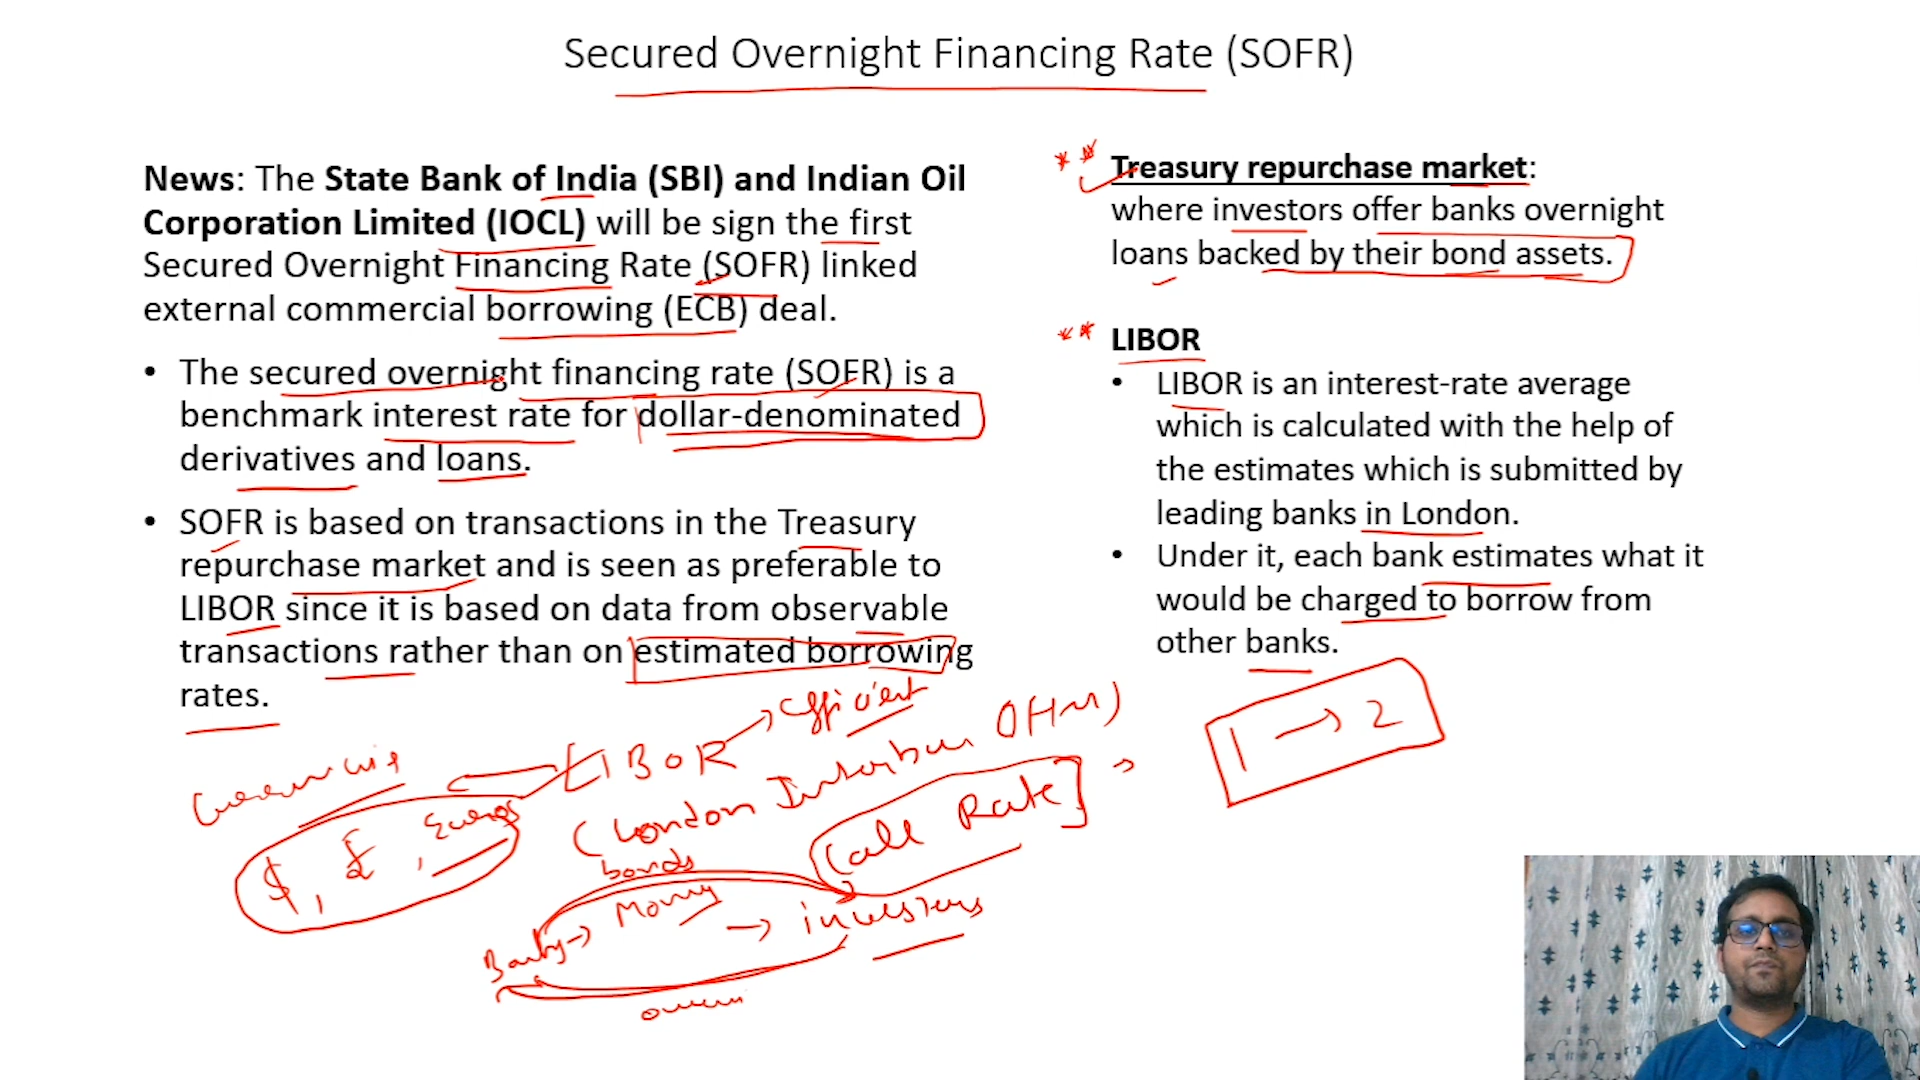 Secured Overnight Financing Rate (SOFR)
News: The State Bank of India (SBI) and Indian Oil
Corporation Limited (IOCL) will be sign the first
Secured Overnight Financing Rate (SOFR) linked
external commercial borrowing (ECB) deal.
• The secured overnight financing rate (SOFR) is a
benchmark interest rate for dollar-denominated
derivatives and loans.
• SOFR is based on transactions in the Treasury
repurchase market and is seen as preferable to
LIBOR since it is based on data from observable
transactions rather than on estimated borrowing
rates.
** Treasury repurchase market:
where investors offer banks overnight
loans backed by their bond assets.
** LIBOR
• LIBOR is an interest-rate average
which is calculated with the help of
the estimates which is submitted by
leading banks in London.
• Under it, each bank estimates what it
would be charged to borrow from
other banks.
LIBOR → Efficient
(London
Call Rate]
1 → 2
$, £,
bonds
Money
→ investors